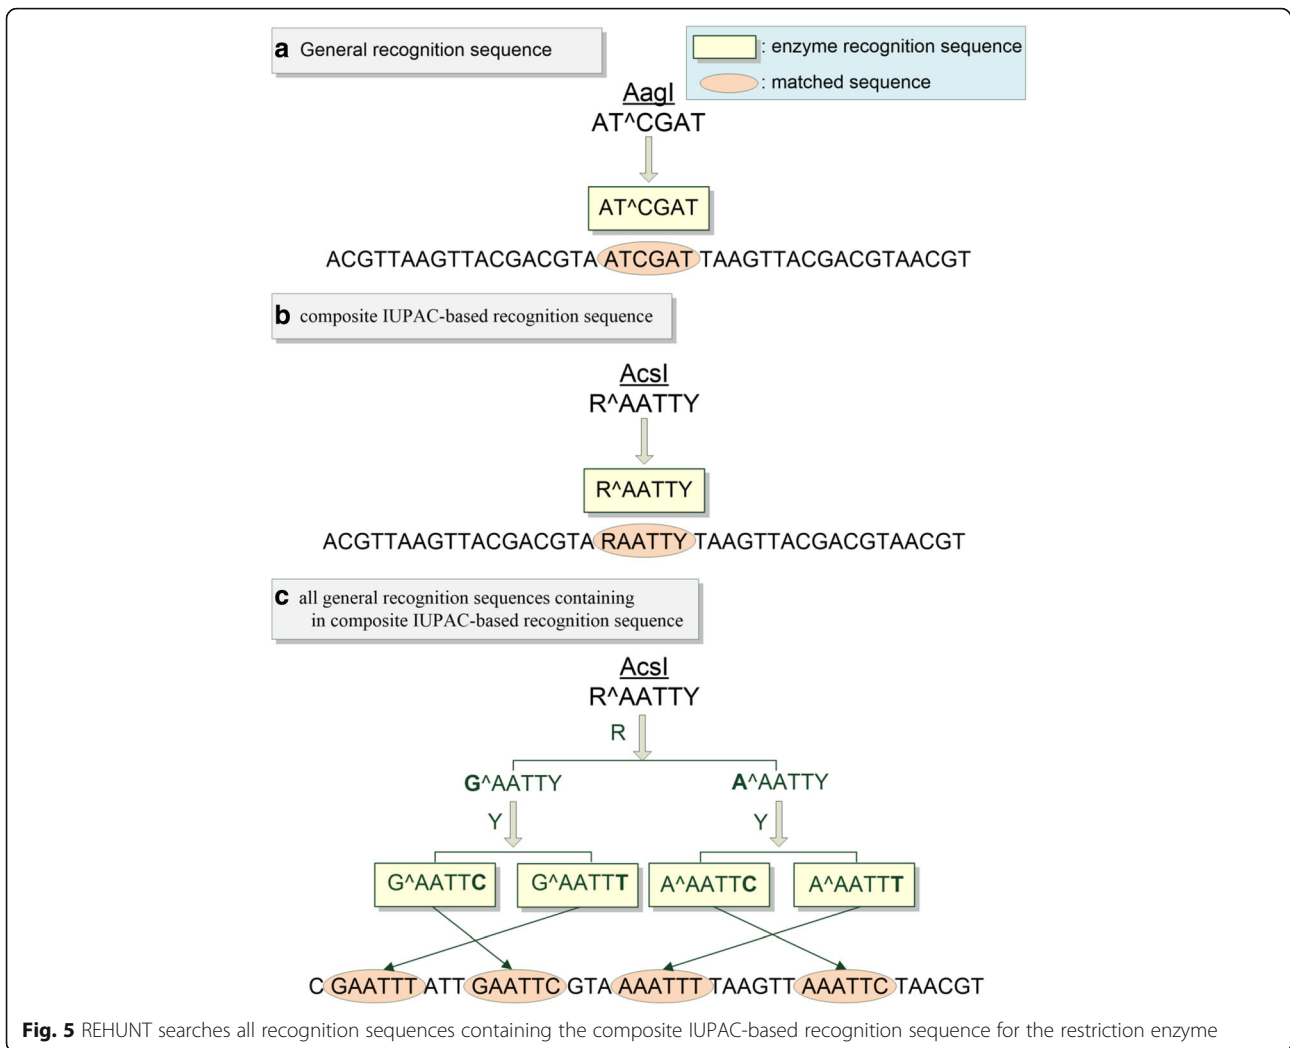 a General recognition sequence
: enzyme recognition sequence
: matched sequence
AagI
AT^CGAT
AT^CGAT
ACGTTAAGTTACGACGTA ATCGAT TAAGTTACGACGTAACGT
b composite IUPAC-based recognition sequence
AcsI
R^AATTY
R^AATTY
ACGTTAAGTTACGACGTA RAATTY TAAGTTACGACGTAACGT
c all general recognition sequences containing
in composite IUPAC-based recognition sequence
AcsI
R^AATTY
R
G^AATTY A^AATTY
Y Y
G^AATTC G^AATTT A^AATTC A^AATTT
C GAATTT ATT GAATTC GTA AAATTT TAAGTT AAATTC TAACGT
Fig. 5 REHUNT searches all recognition sequences containing the composite IUPAC-based recognition sequence for the restriction enzyme